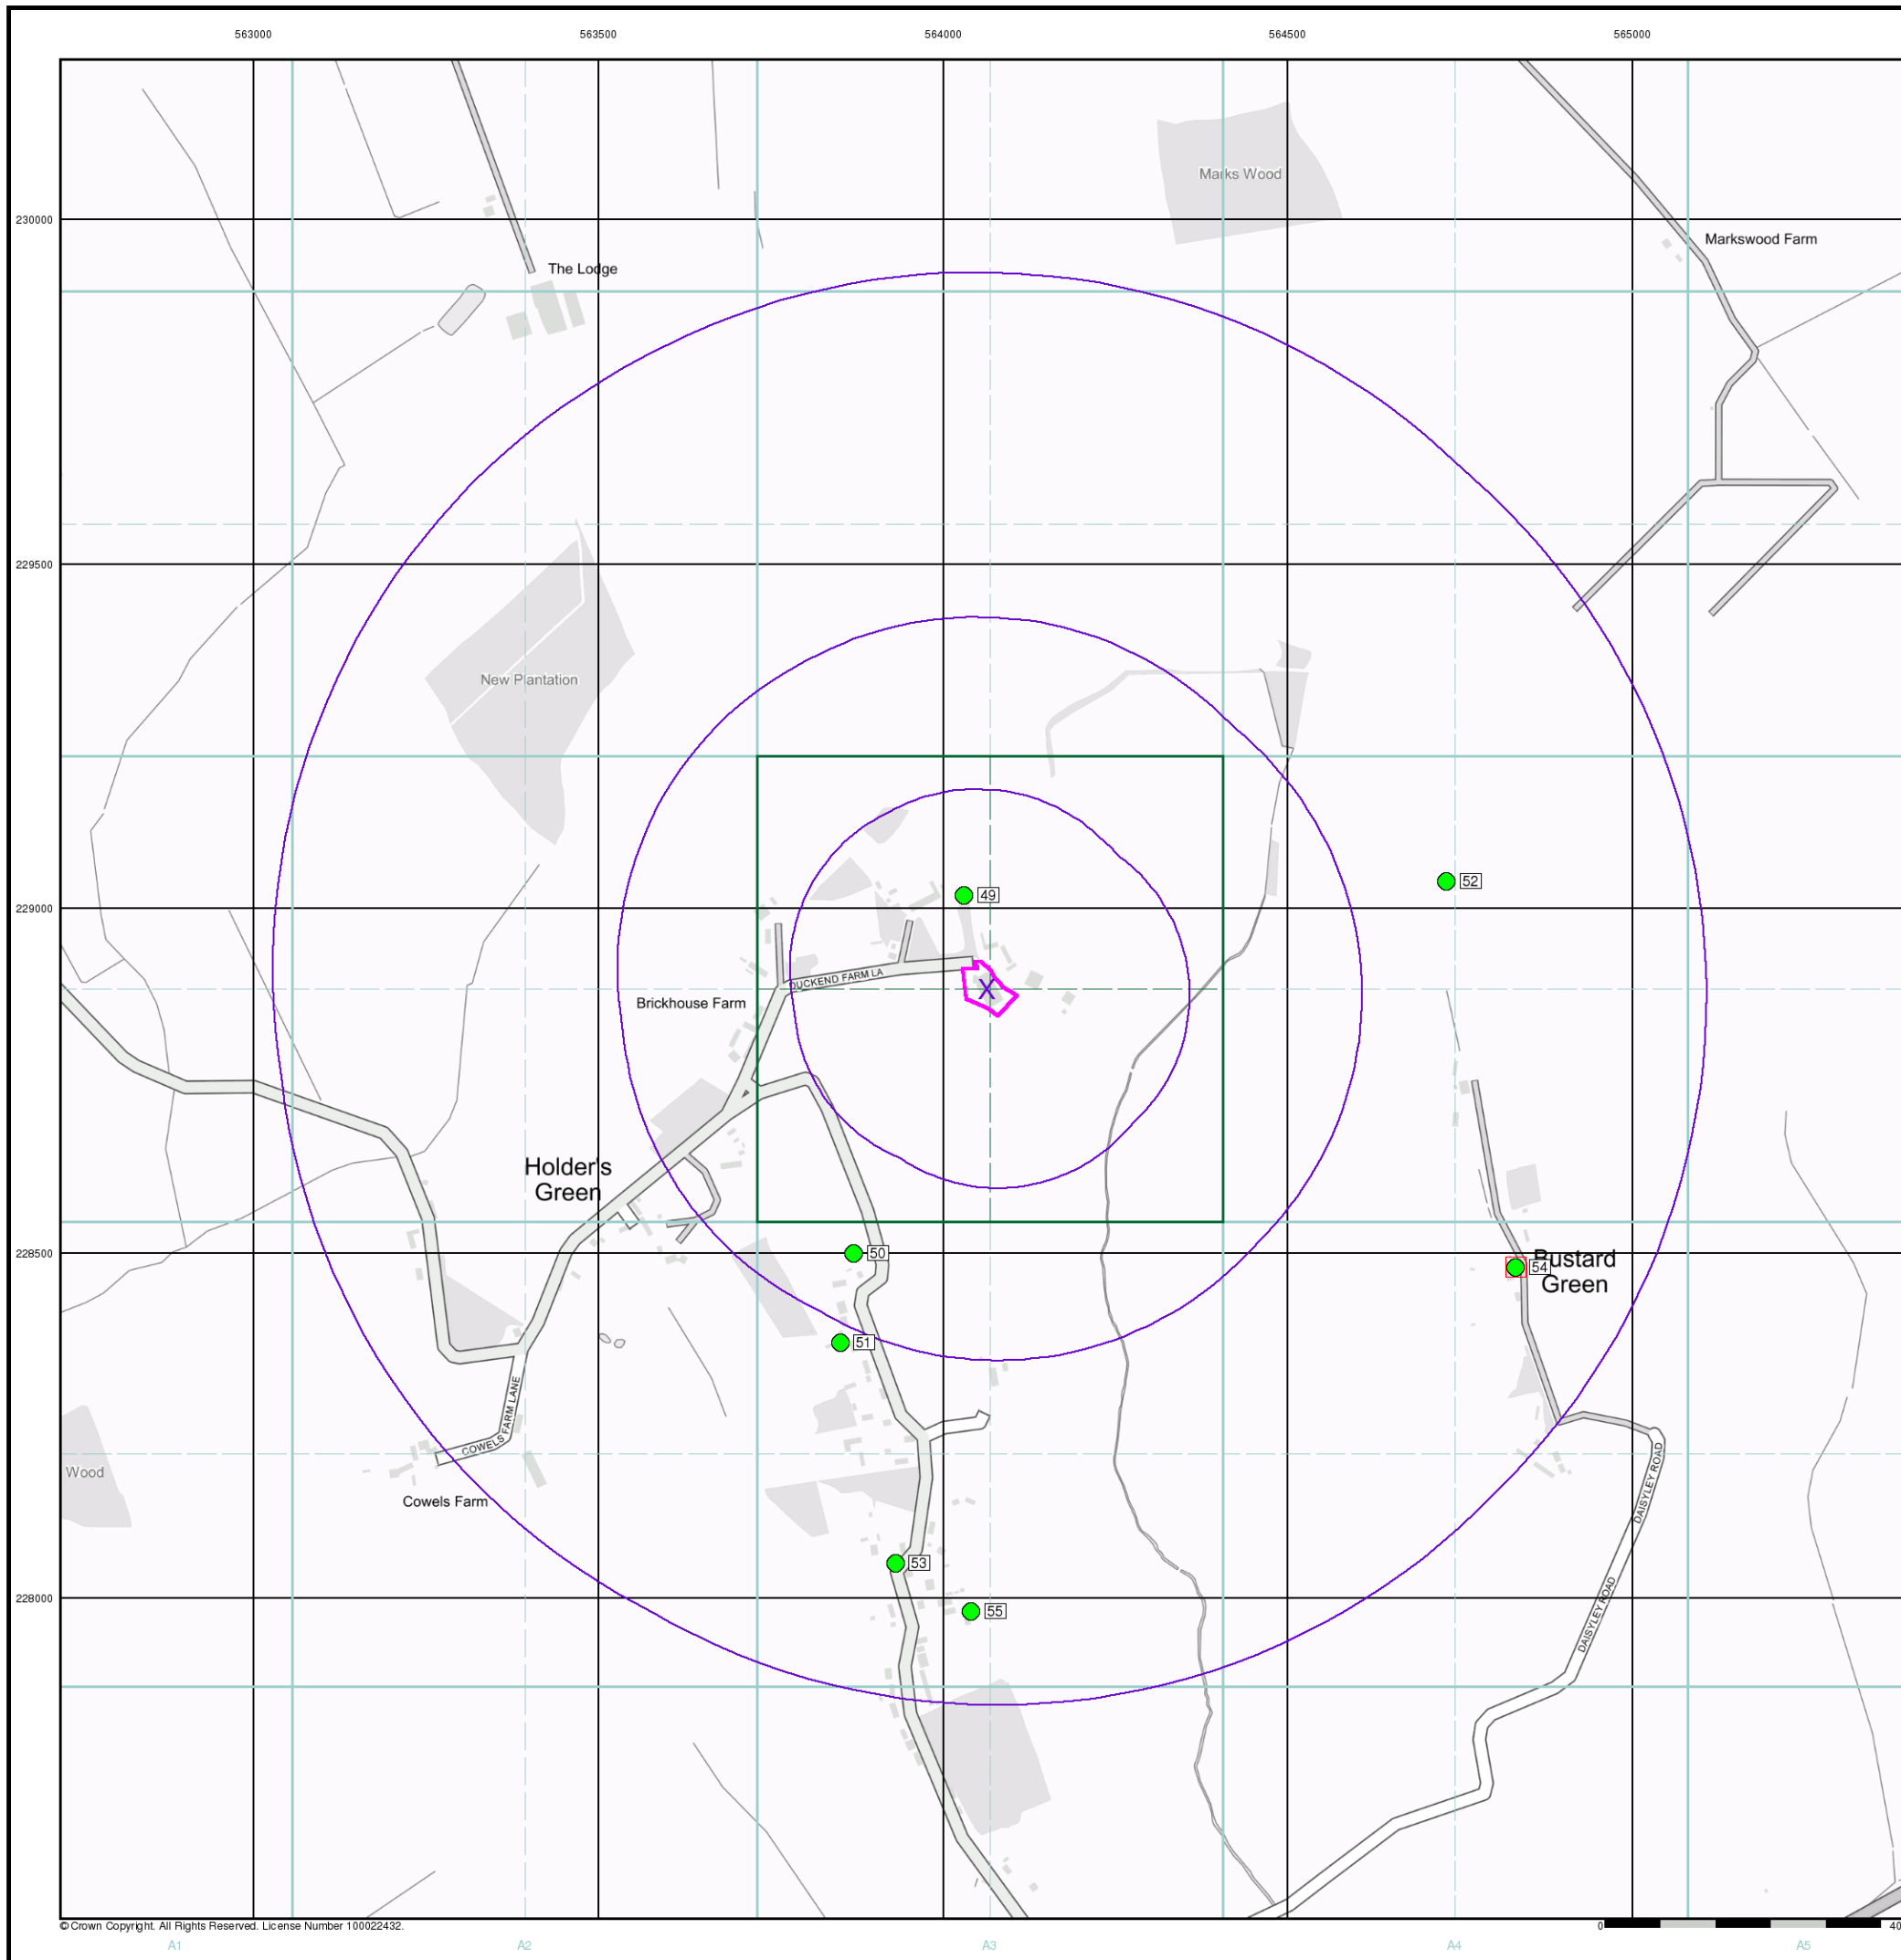 563000 563500 564000 564500 565000
Marks Wood
230000
Markswood Farm
The Lodge
229500
New Plantation
52
49
229000
DUCKEND FARM LA
X
Brickhouse Farm
Holder's
Green
228500
50
Bustard
Green
54
51
COWELS FARM LANE
DAISYLEY ROAD
Wood
Cowels Farm
53
DAISYLEY ROAD
228000
55
© Crown Copyright. All Rights Reserved. License Number 100022432.
0 40
A1 A2 A3 A4 A5